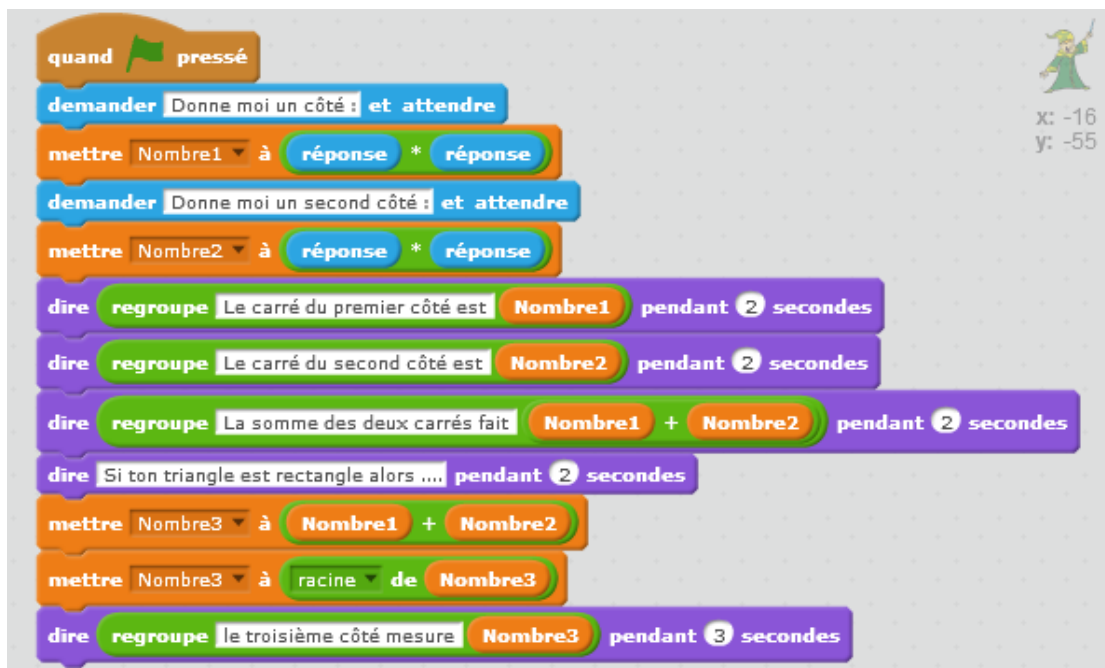 quand pressé
demander Donne moi un côté : et attendre
mettre Nombre1 à réponse * réponse
demander Donne moi un second côté : et attendre
mettre Nombre2 à réponse * réponse
dire regroupe Le carré du premier côté est Nombre1 pendant 2 secondes
dire regroupe Le carré du second côté est Nombre2 pendant 2 secondes
dire regroupe La somme des deux carrés fait Nombre1 + Nombre2 pendant 2 secondes
dire Si ton triangle est rectangle alors .... pendant 2 secondes
mettre Nombre3 à Nombre1 + Nombre2
mettre Nombre3 à racine de Nombre3
dire regroupe le troisième côté mesure Nombre3 pendant 3 secondes
x: -16
y: -55